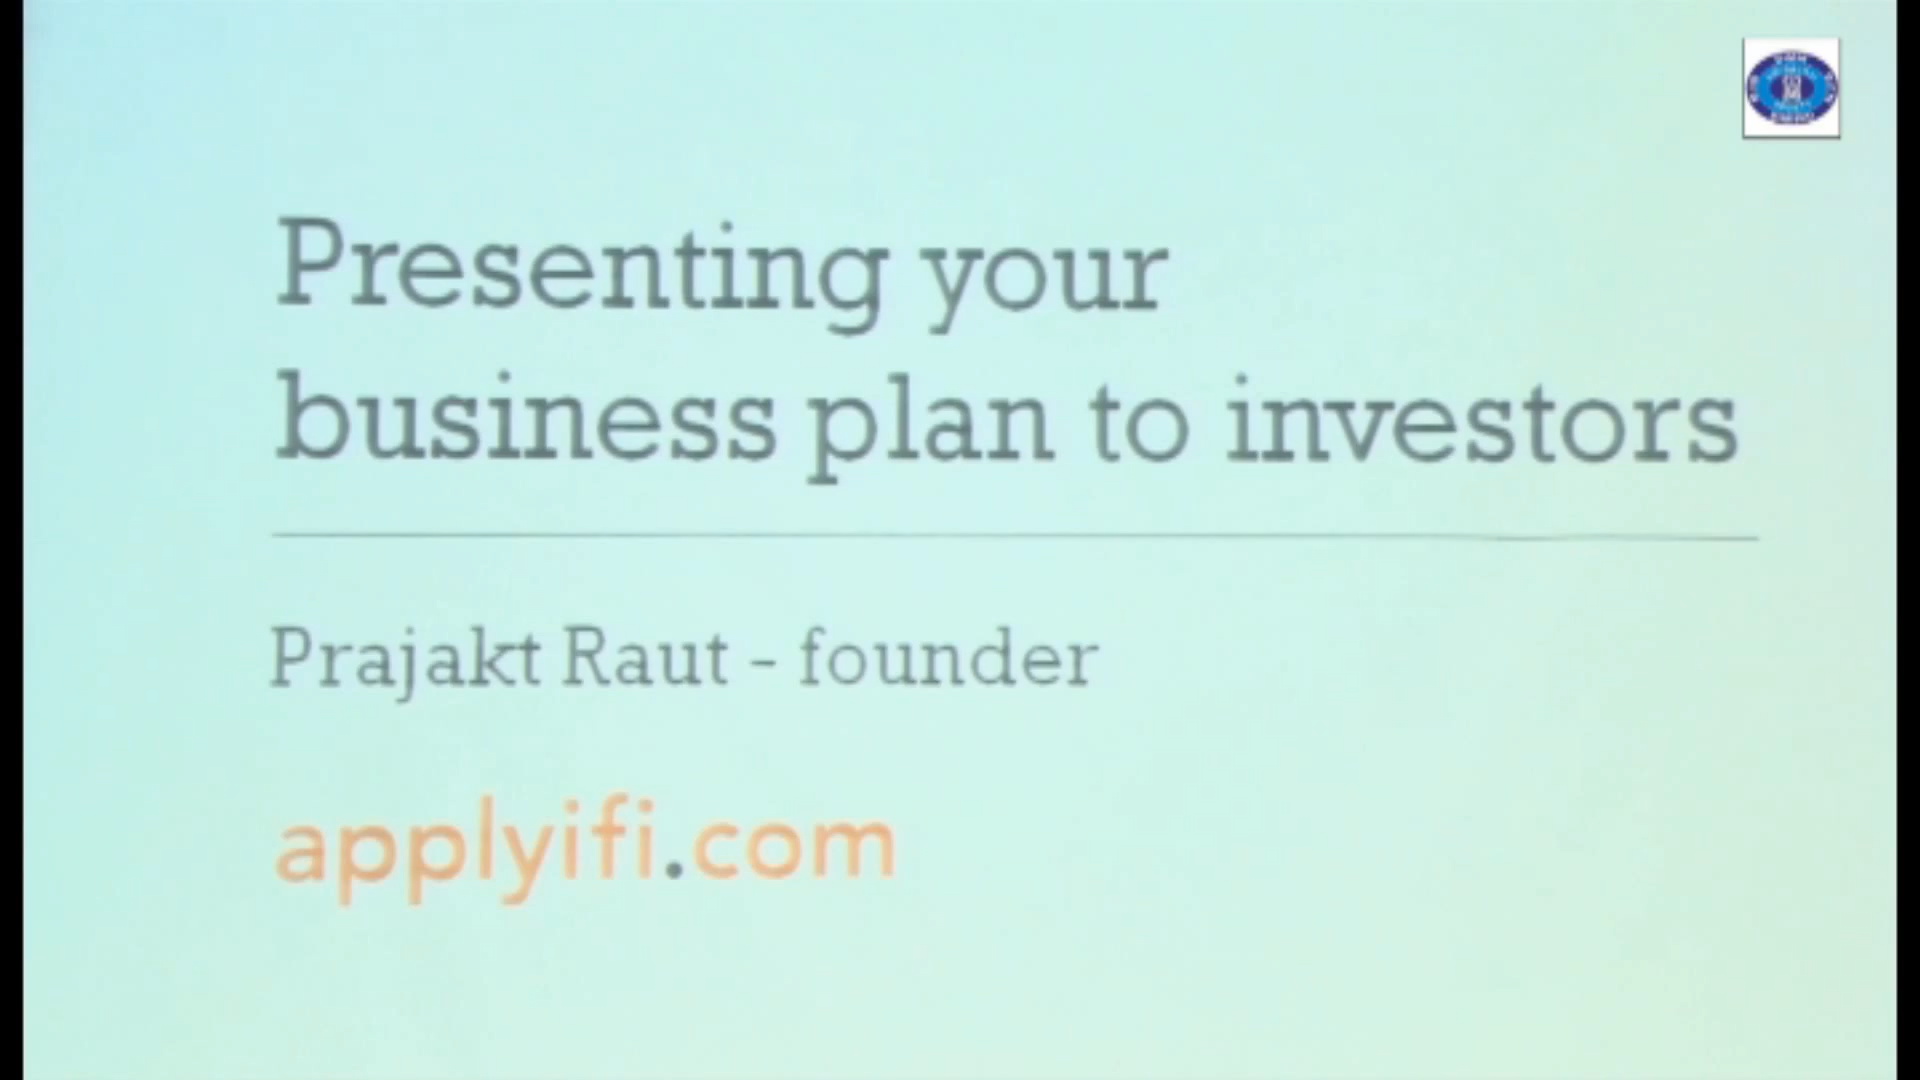 Presenting your
business plan to investors
Prajakt Raut - founder
applyifi.com